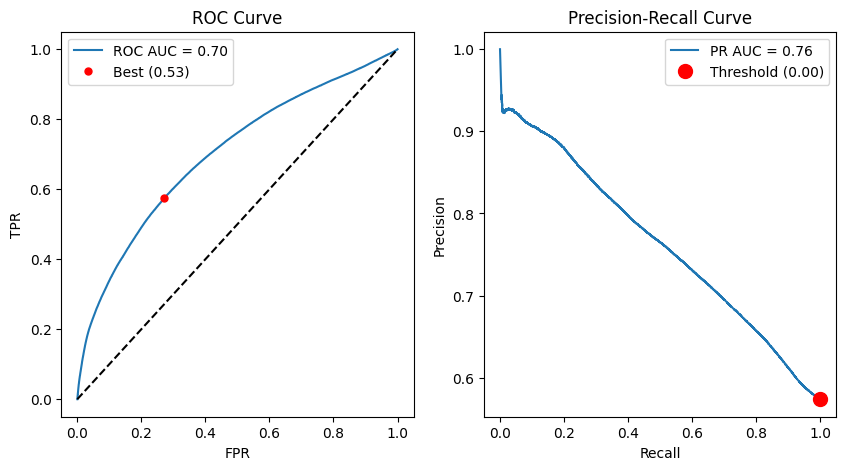 ROC Curve
ROC AUC = 0.70
Best (0.53)
1.0
0.8
0.6
0.4
0.2
0.0
TPR
0.0 0.2 0.4 0.6 0.8 1.0
FPR
Precision-Recall Curve
PR AUC = 0.76
Threshold (0.00)
1.0
0.9
0.8
0.7
0.6
Precision
0.0 0.2 0.4 0.6 0.8 1.0
Recall